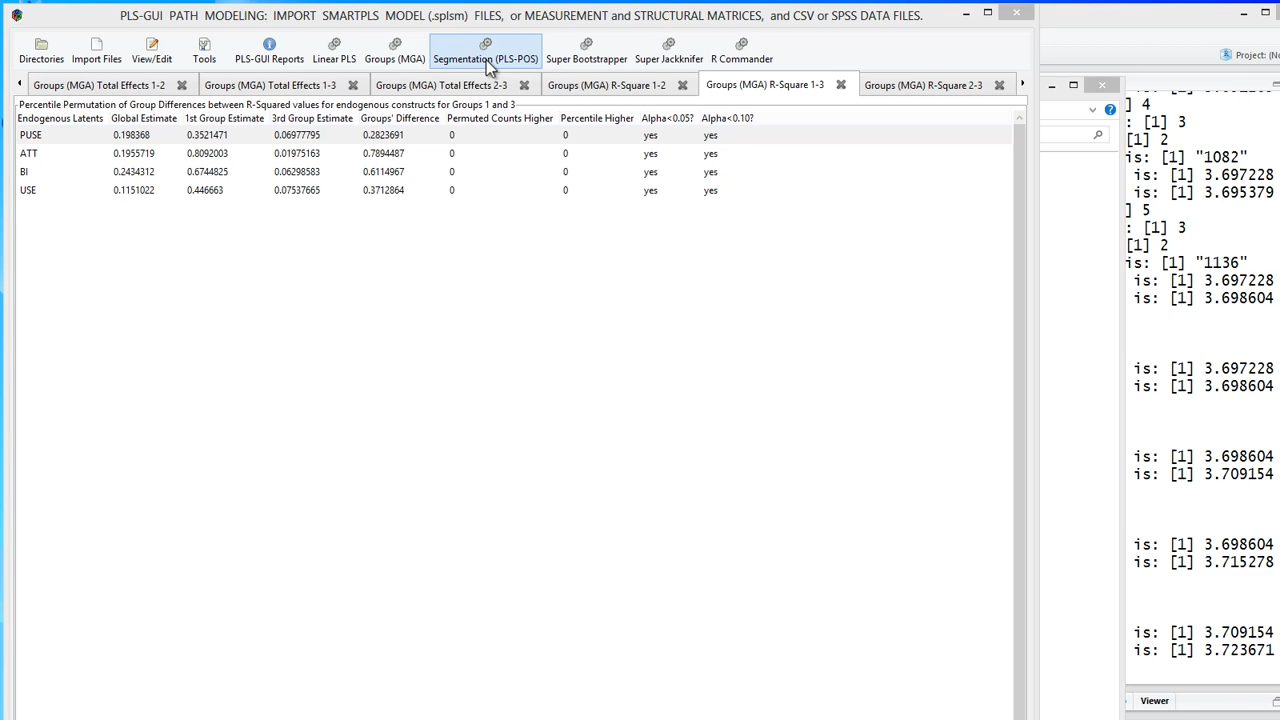 PLS-GUI PATH MODELING: IMPORT SMARTPLS MODEL (.splsm) FILES, or MEASUREMENT and STRUCTURAL MATRICES, and CSV or SPSS DATA FILES.
Directories Import Files View/Edit Tools PLS-GUI Reports Linear PLS Groups (MGA) Segmentation (PLS-POS) Super Bootstrapper Super Jackknifer R Commander
Project: (No
Groups (MGA) Total Effects 1-2 Groups (MGA) Total Effects 1-3 Groups (MGA) Total Effects 2-3 Groups (MGA) R-Square 1-2 Groups (MGA) R-Square 1-3 Groups (MGA) R-Square 2-3
Percentile Permutation of Group Differences between R-Squared values for endogenous constructs for Groups 1 and 3
Endogenous Latents Global Estimate 1st Group Estimate 3rd Group Estimate Groups' Difference Permuted Counts Higher Percentile Higher Alpha<0.05? Alpha<0.10?
PUSE 0.198368 0.3521471 0.06977795 0.2823691 0 0 yes yes
ATT 0.1955719 0.8092003 0.01975163 0.7894487 0 0 yes yes
BI 0.2434312 0.6744825 0.06298583 0.6114967 0 0 yes yes
USE 0.1151022 0.446663 0.07537665 0.3712864 0 0 yes yes
] 4
: [1] 3
[1] 2
is: [1] "1082"
is: [1] 3.697228
is: [1] 3.695379
] 5
: [1] 3
[1] 2
is: [1] "1136"
is: [1] 3.697228
is: [1] 3.698604
is: [1] 3.697228
is: [1] 3.698604
is: [1] 3.698604
is: [1] 3.709154
is: [1] 3.698604
is: [1] 3.715278
is: [1] 3.709154
is: [1] 3.723671
Viewer